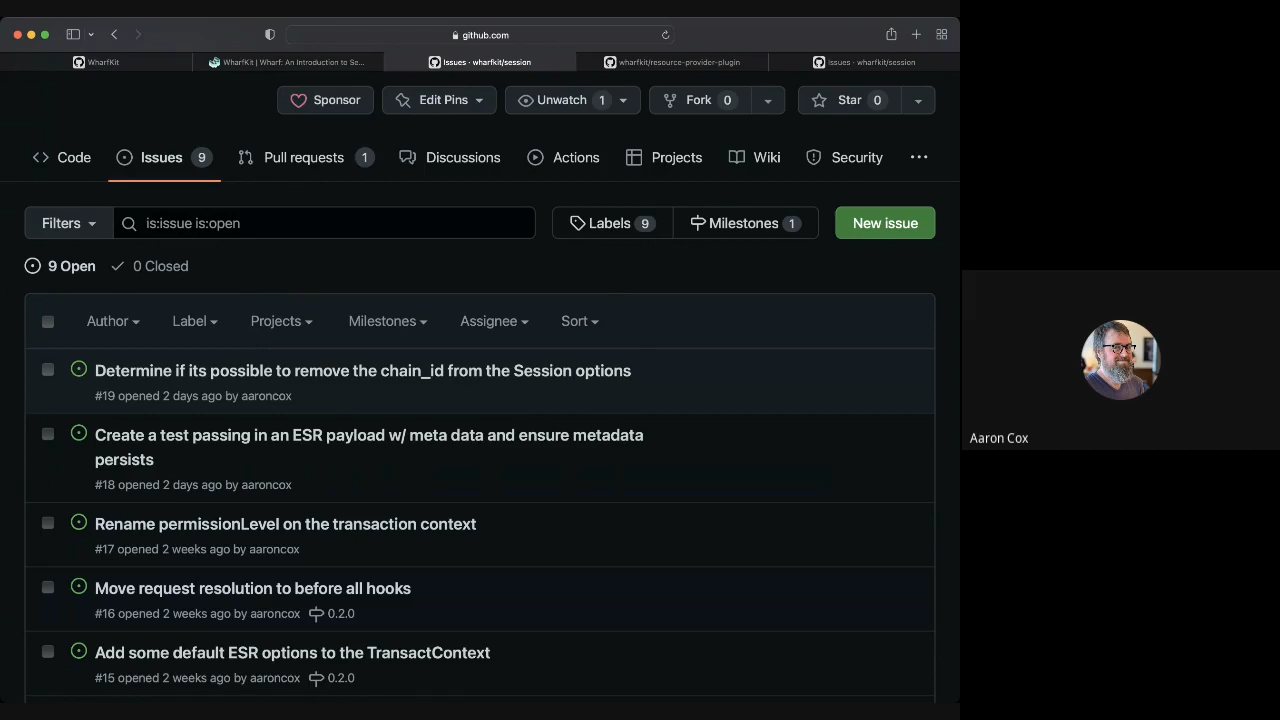 github.com
WharfKit
WharfKit | Wharf: An Introduction to Se...
Issues · wharfkit/session
wharfkit/resource-provider-plugin
Issues · wharfkit/session
Sponsor
Edit Pins
Unwatch 1
Fork 0
Star 0
Code
Issues 9
Pull requests 1
Discussions
Actions
Projects
Wiki
Security
Filters
is:issue is:open
Labels 9
Milestones 1
New issue
9 Open
0 Closed
Author
Label
Projects
Milestones
Assignee
Sort
Determine if its possible to remove the chain_id from the Session options
#19 opened 2 days ago by aaroncox
Create a test passing in an ESR payload w/ meta data and ensure metadata
persists
#18 opened 2 days ago by aaroncox
Rename permissionLevel on the transaction context
#17 opened 2 weeks ago by aaroncox
Move request resolution to before all hooks
#16 opened 2 weeks ago by aaroncox 0.2.0
Add some default ESR options to the TransactContext
#15 opened 2 weeks ago by aaroncox 0.2.0
Aaron Cox